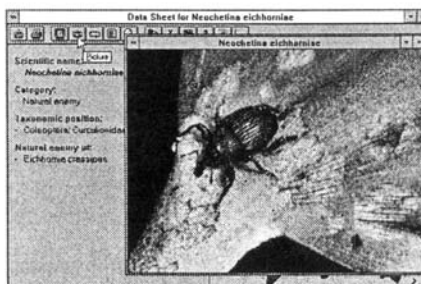 Data Sheet for Neochetina eichhorniae
Neochetina eichhorniae
Picture
Scientific name:
Neochetina eichhorniae
Category:
Natural enemy
Taxonomic position:
Coleoptera: Curculionidae
Natural enemy of:
Eichhornia crassipes